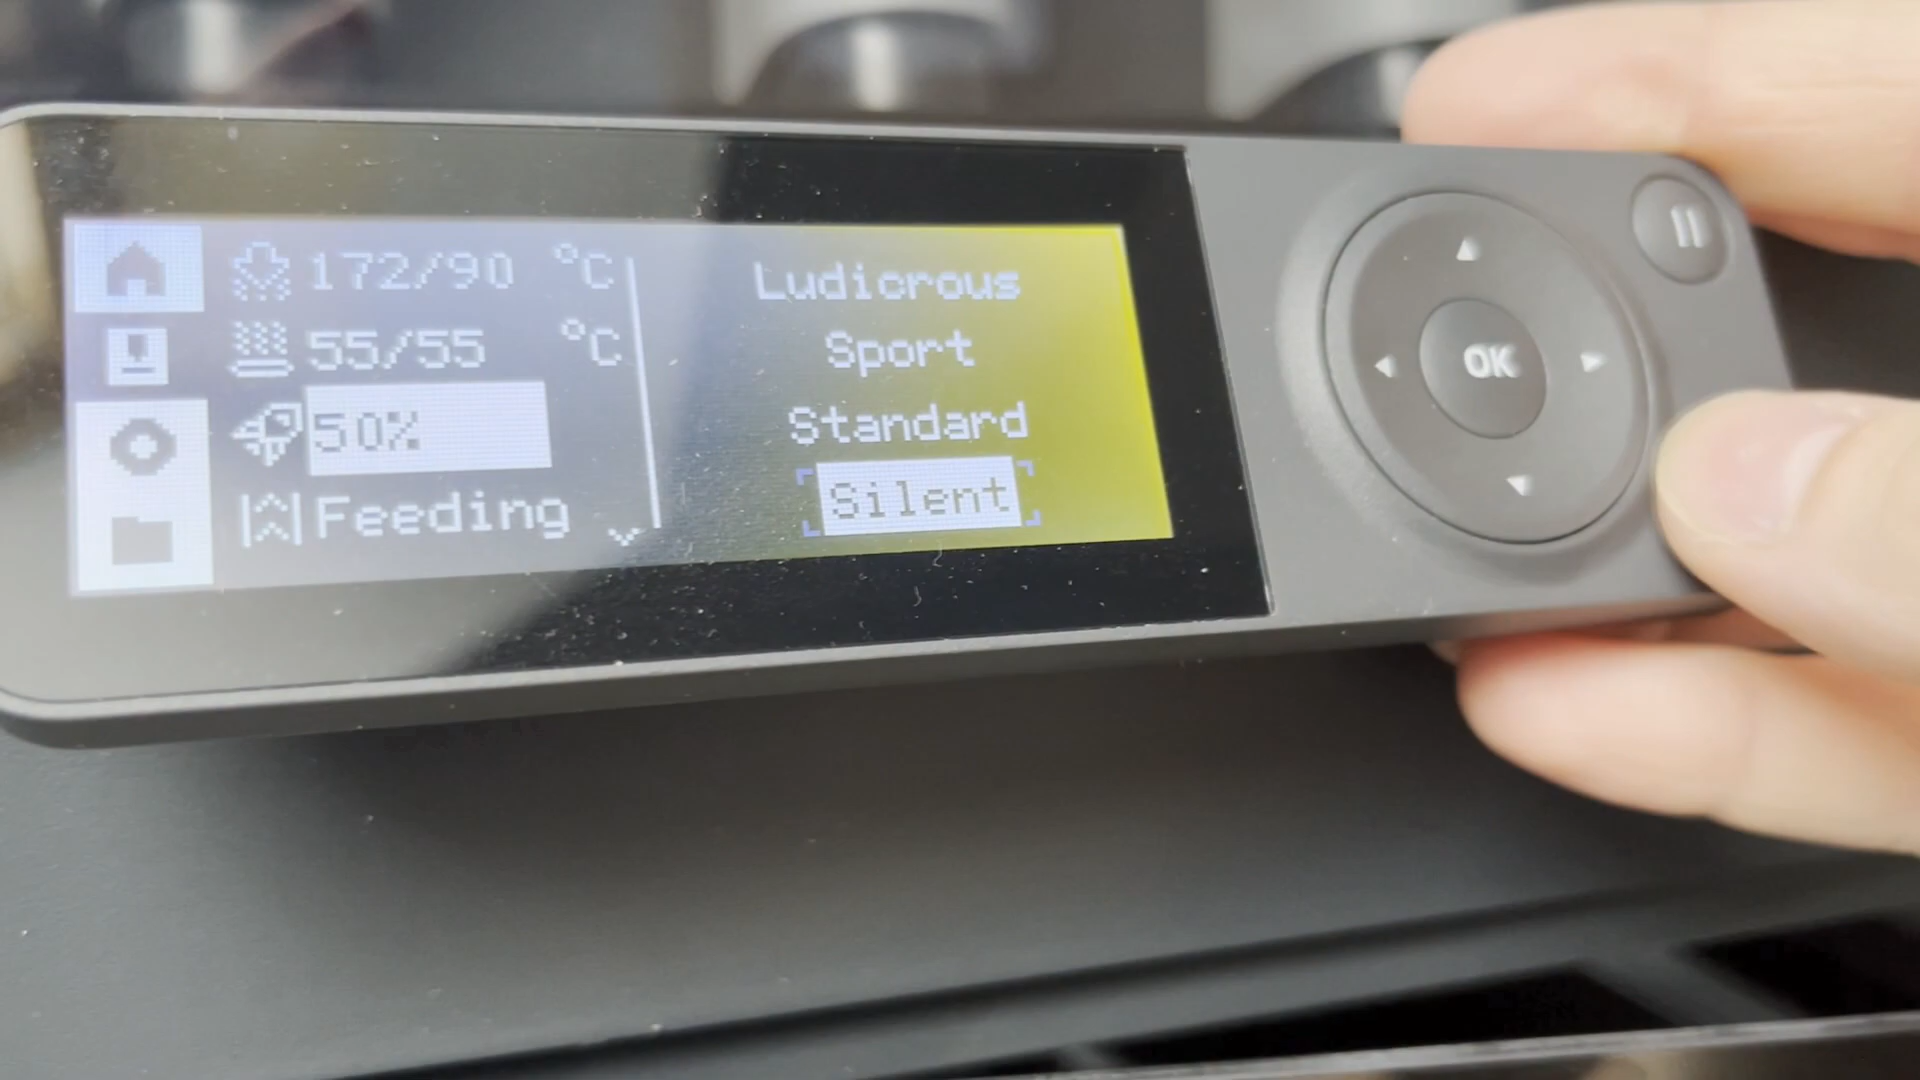 172/90 °C
55/55 °C
50%
Feeding
Ludicrous
Sport
Standard
Silent
OK